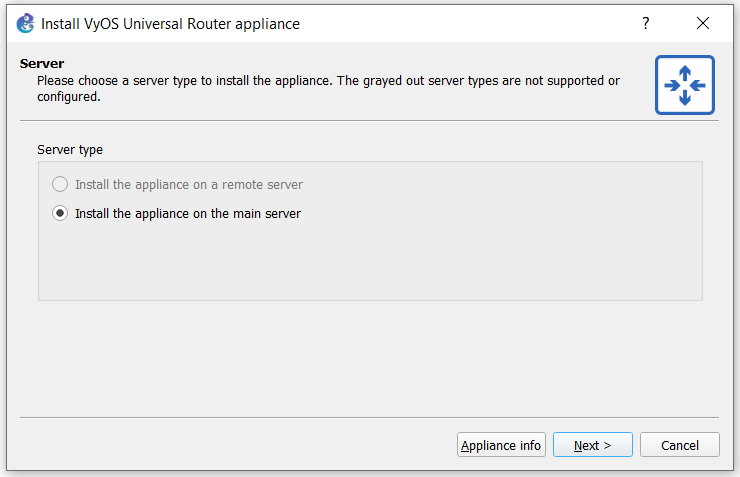 Install VyOS Universal Router appliance
?
Server
Please choose a server type to install the appliance. The grayed out server types are not supported or
configured.
Server type
Install the appliance on a remote server
Install the appliance on the main server
Appliance info Next > Cancel